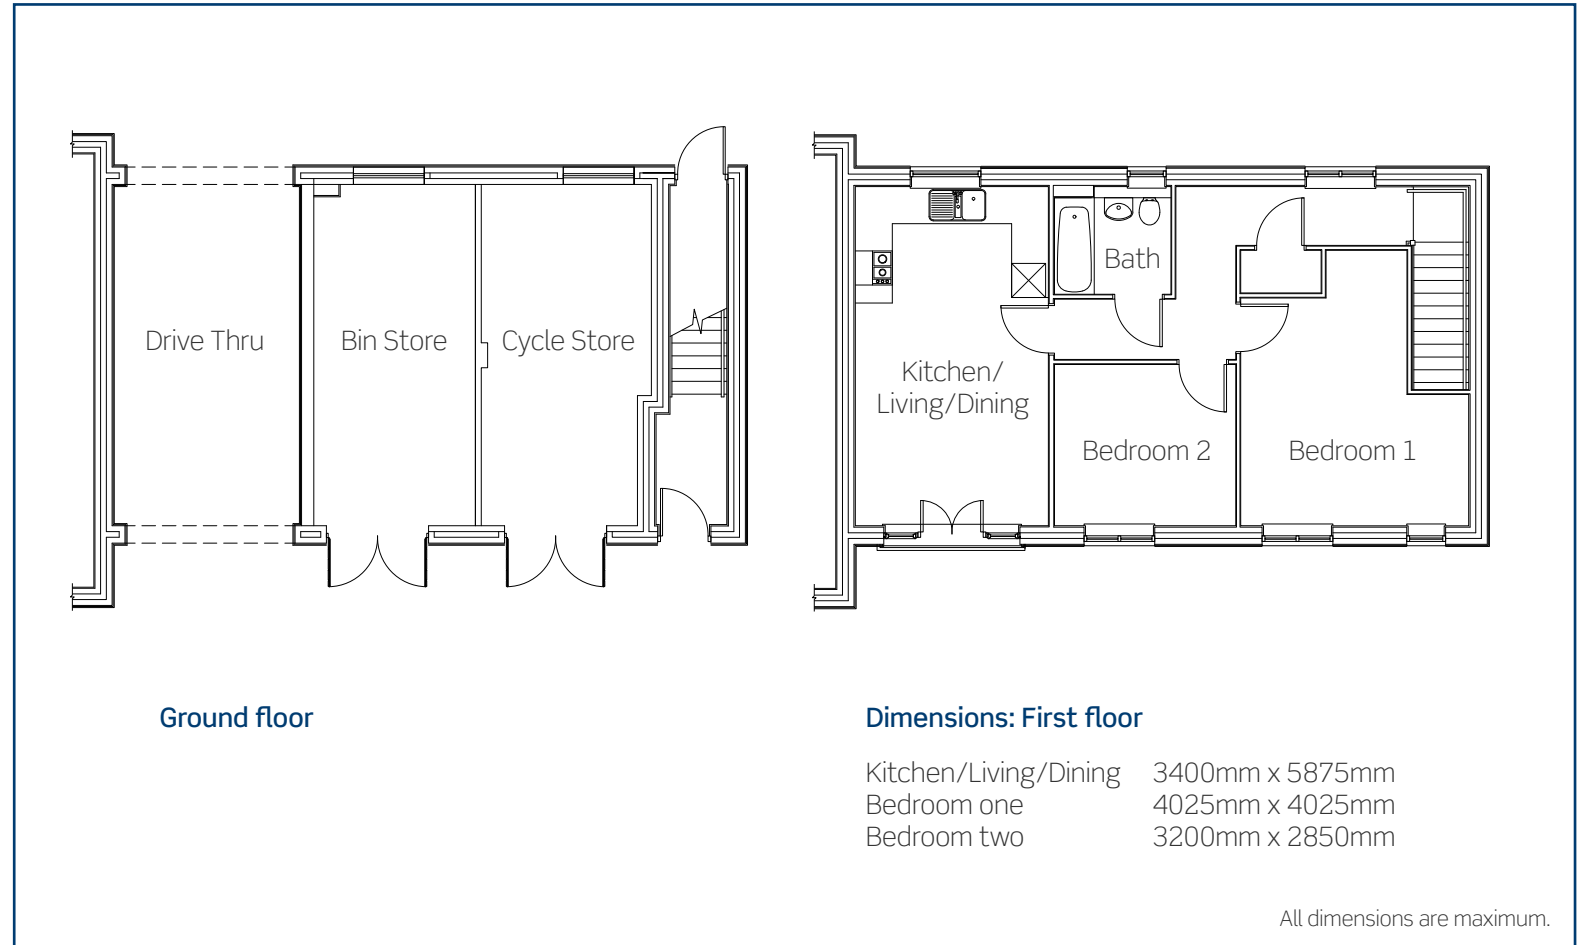 Drive Thru
Bin Store
Cycle Store
Bath
Kitchen/
Living/Dining
Bedroom 2
Bedroom 1
Ground floor
Dimensions: First floor
Kitchen/Living/Dining 3400mm x 5875mm
Bedroom one 4025mm x 4025mm
Bedroom two 3200mm x 2850mm
All dimensions are maximum.